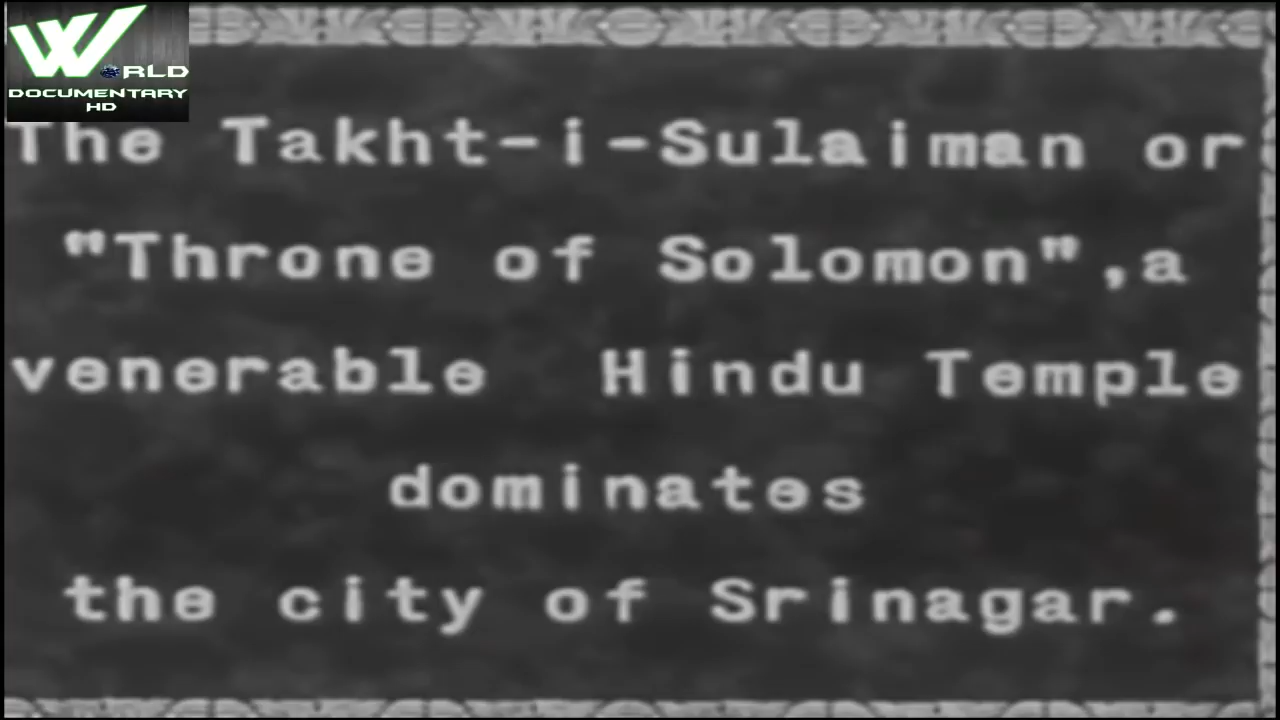 WORLD
DOCUMENTARY
HD
The Takht-i-Sulaiman or
"Throne of Solomon",a
venerable Hindu Temple
dominates
the city of Srinagar.